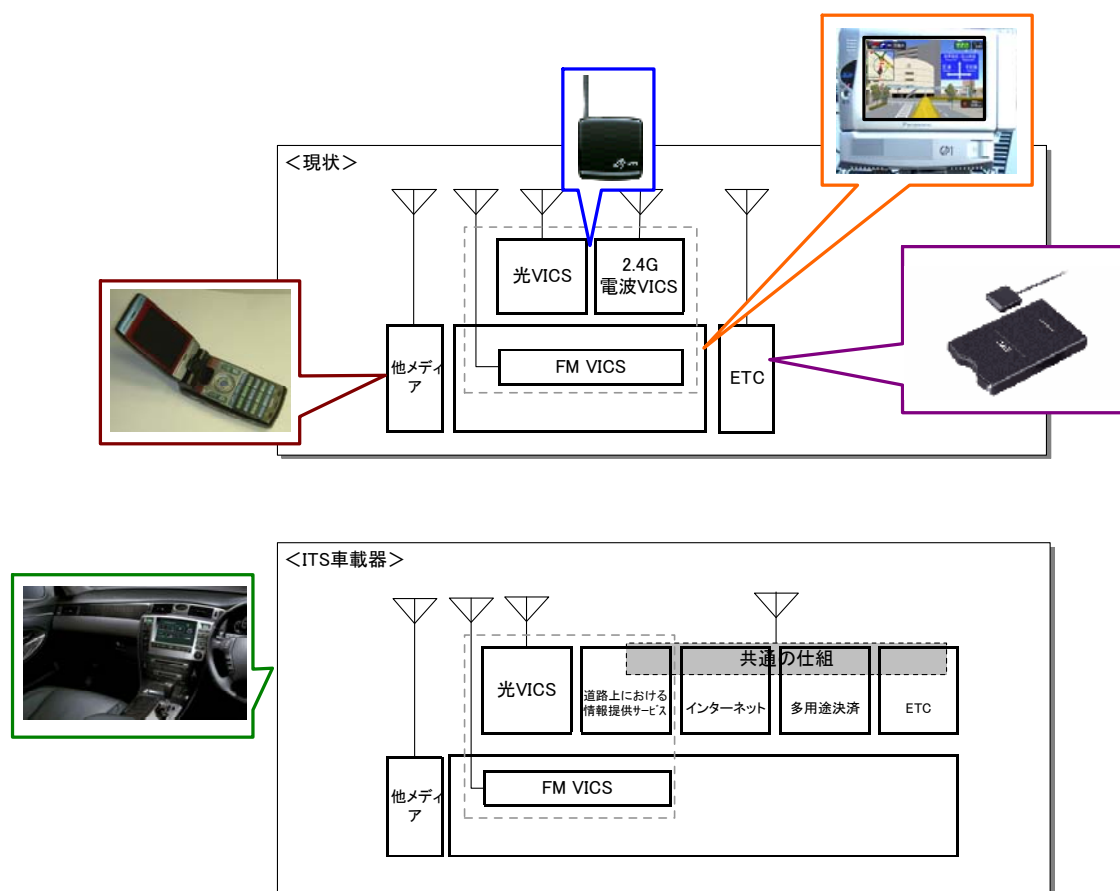 ＜現状＞
光VICS
2.4G
電波VICS
他メディ
ア
FM VICS
ETC
＜ITS車載器＞
共通の仕組
光VICS
道路上における
情報提供サービス
インターネット
多用途決済
ETC
他メディ
ア
FM VICS